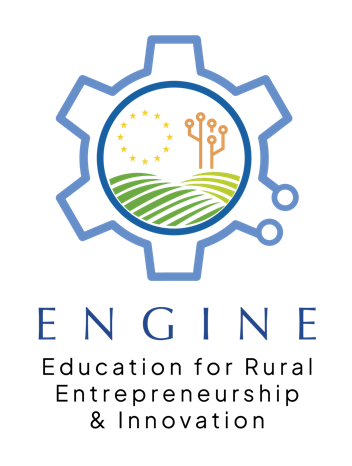 ENGINE
Education for Rural
Entrepreneurship
& Innovation